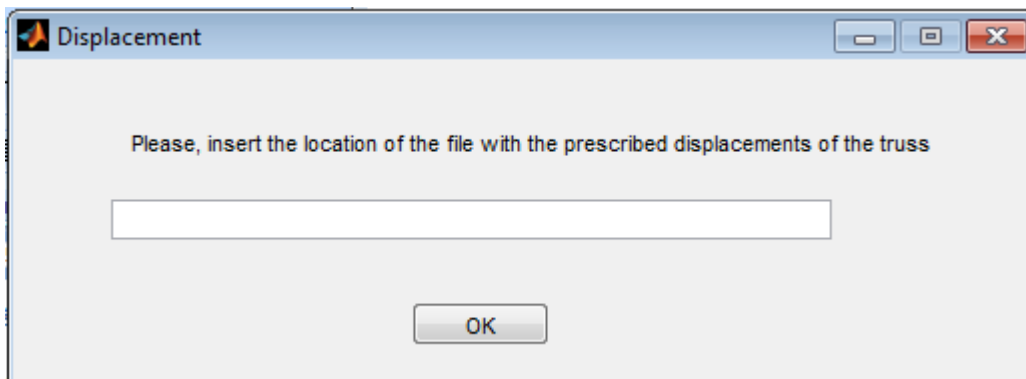 Displacement
Please, insert the location of the file with the prescribed displacements of the truss
OK